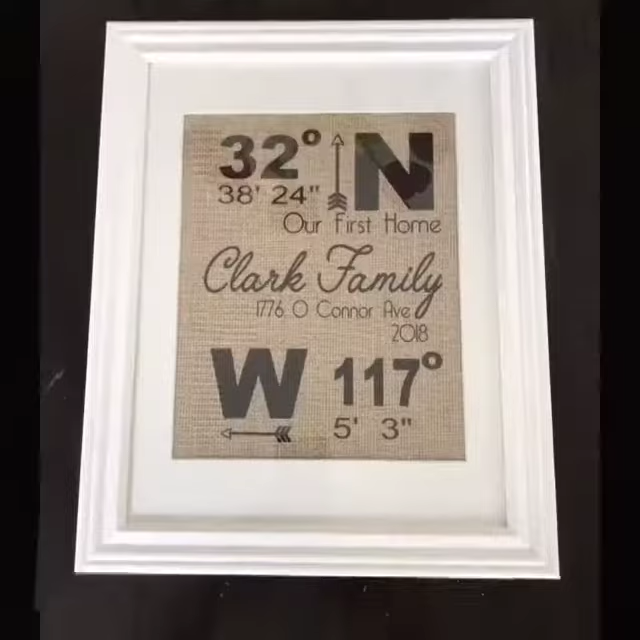 32° N
38' 24"
Our First Home
Clark Family
1776 O Connor Ave
2018
W 117°
5' 3"